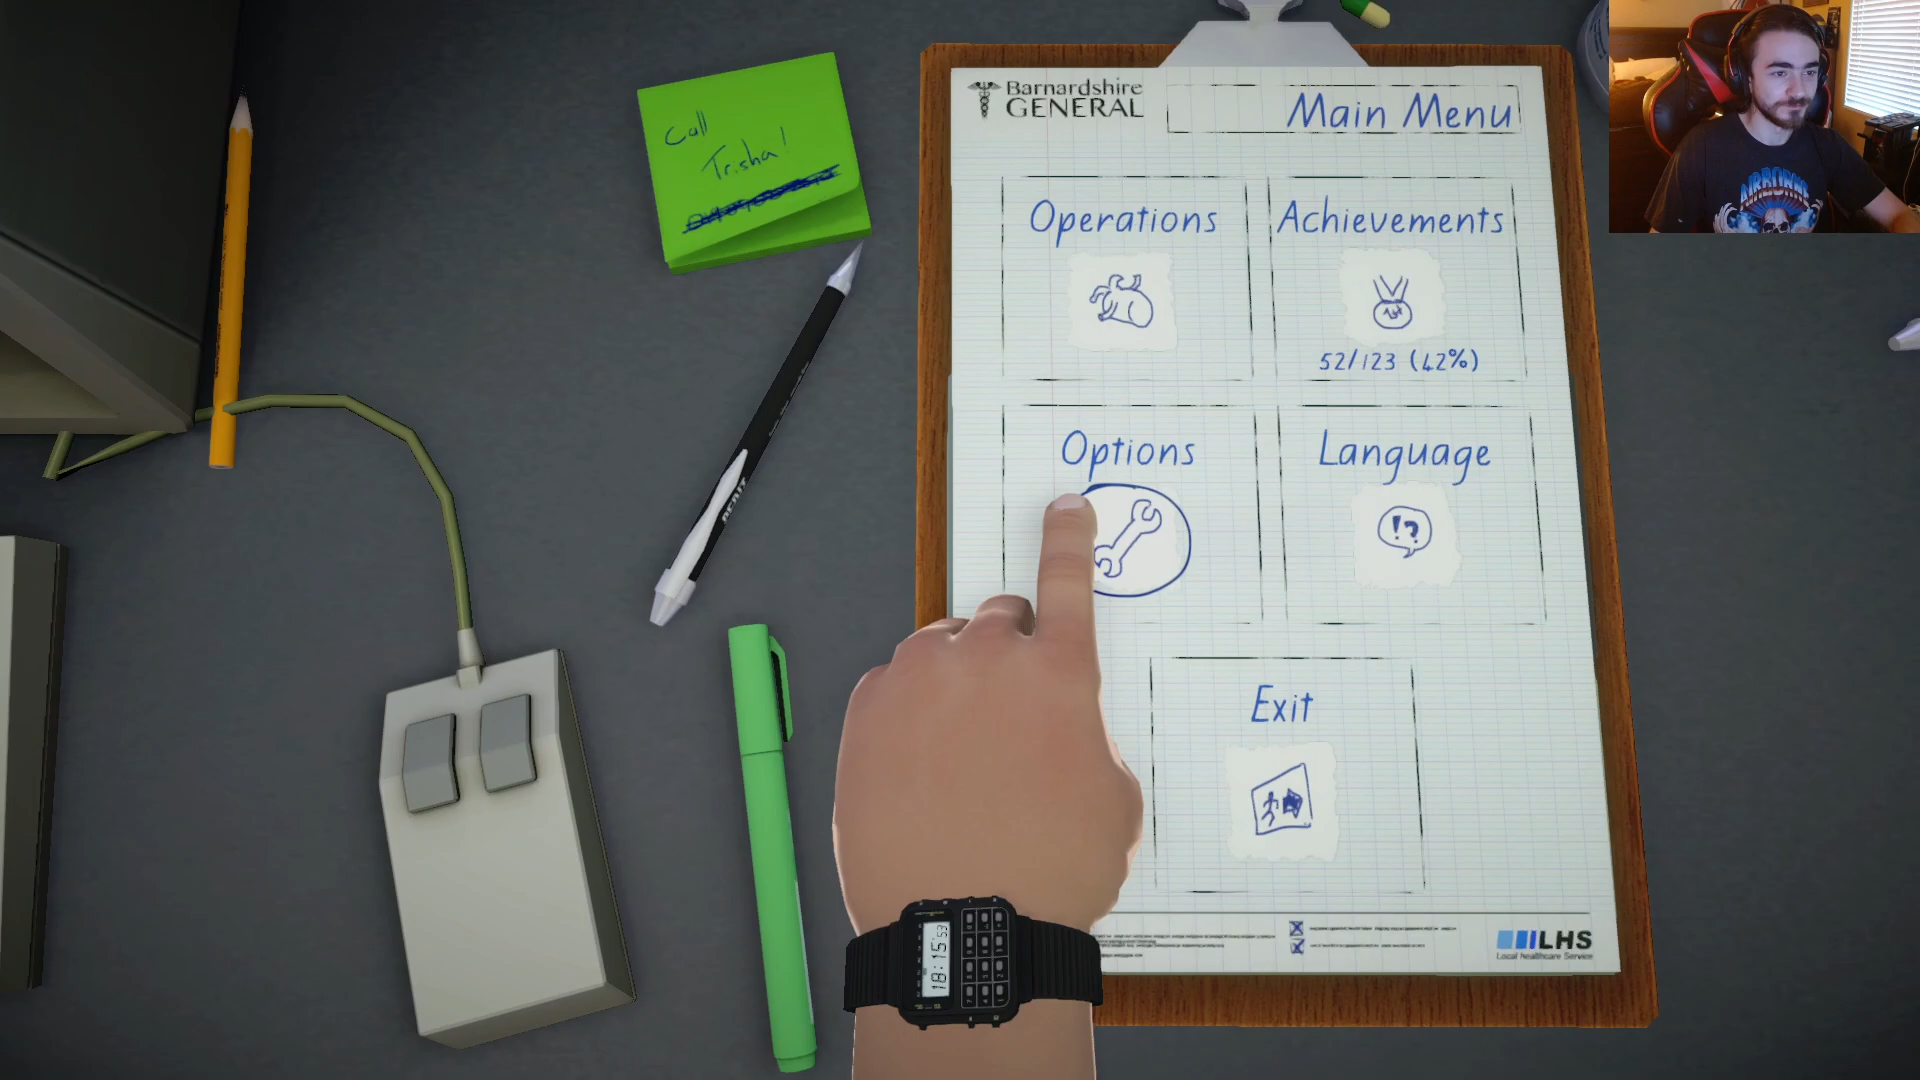 Call
Trisha!
Barnardshire
GENERAL
Main Menu
Operations
Achievements
52/123 (42%)
Options
Language
!?
Exit
18:15 53
LHS
Local healthcare Service
AIRBORNE